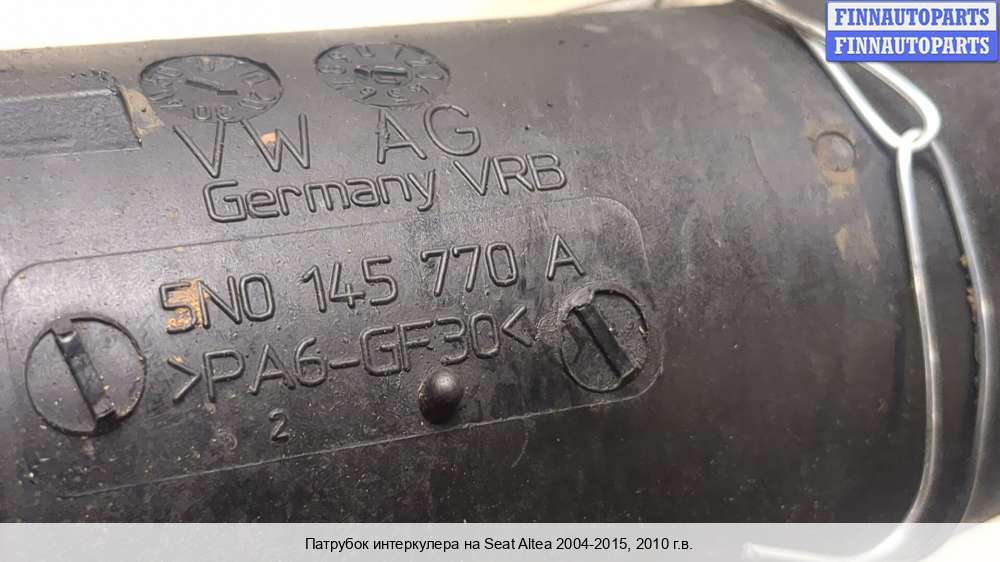 FINNAUTOPARTS
FINNAUTOPARTS
VW AG
Germany VRB
5N0 145 770 A
>PA6-GF30<
2
Патрубок интеркулера на Seat Altea 2004-2015, 2010 г.в.